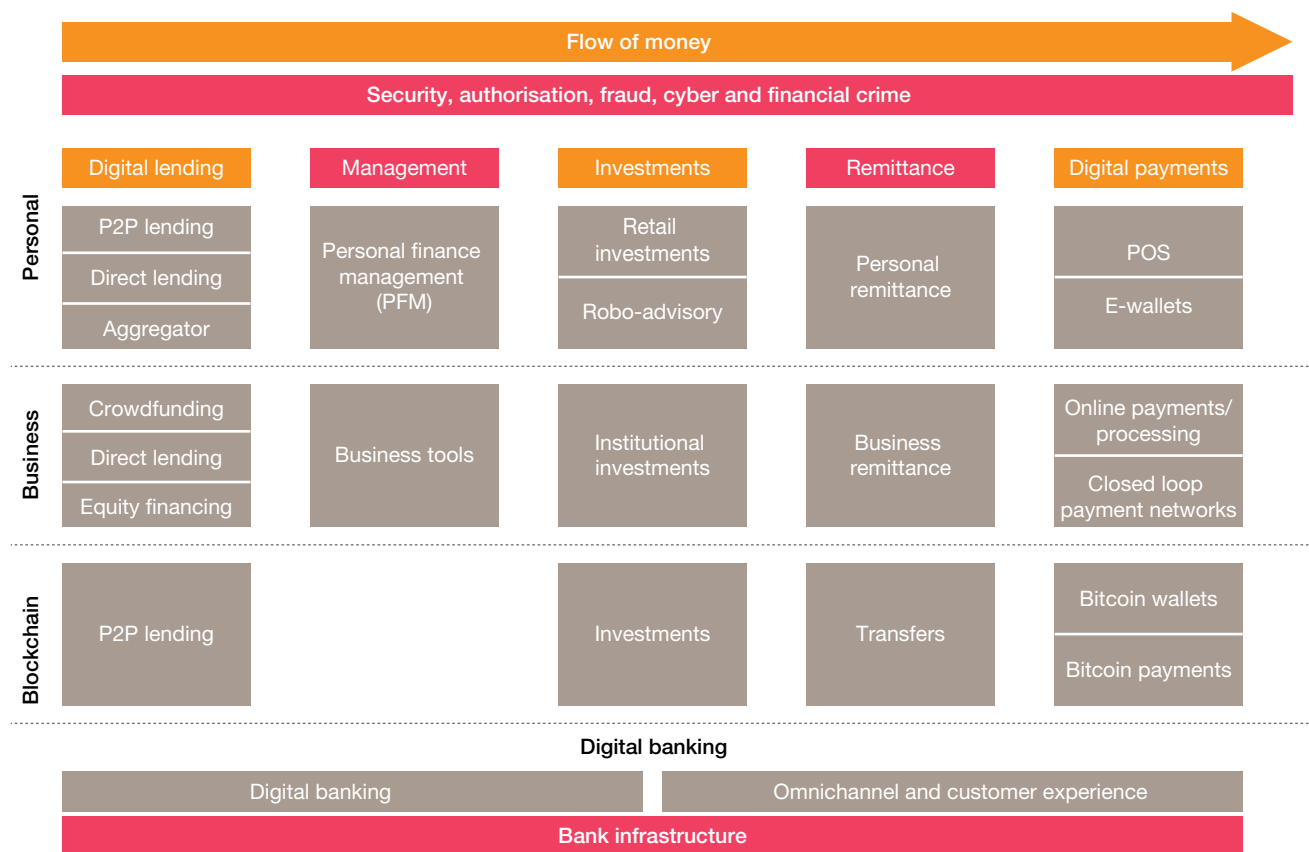 Flow of money
Security, authorisation, fraud, cyber and financial crime
Digital lending
Management
Investments
Remittance
Digital payments
Personal
P2P lending
Direct lending
Aggregator
Personal finance
management
(PFM)
Retail
investments
Robo-advisory
Personal
remittance
POS
E-wallets
Business
Crowdfunding
Direct lending
Equity financing
Business tools
Institutional
investments
Business
remittance
Online payments/
processing
Closed loop
payment networks
Blockchain
P2P lending
Investments
Transfers
Bitcoin wallets
Bitcoin payments
Digital banking
Digital banking
Omnichannel and customer experience
Bank infrastructure